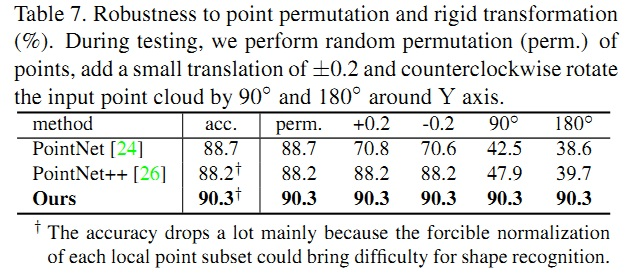 Table 7. Robustness to point permutation and rigid transformation
(%). During testing, we perform random permutation (perm.) of
points, add a small translation of ±0.2 and counterclockwise rotate
the input point cloud by 90° and 180° around Y axis.
method acc. perm. +0.2 -0.2 90° 180°
PointNet [24] 88.7 88.7 70.8 70.6 42.5 38.6
PointNet++ [26] 88.2† 88.2 88.2 88.2 47.9 39.7
Ours 90.3† 90.3 90.3 90.3 90.3 90.3
† The accuracy drops a lot mainly because the forcible normalization
of each local point subset could bring difficulty for shape recognition.